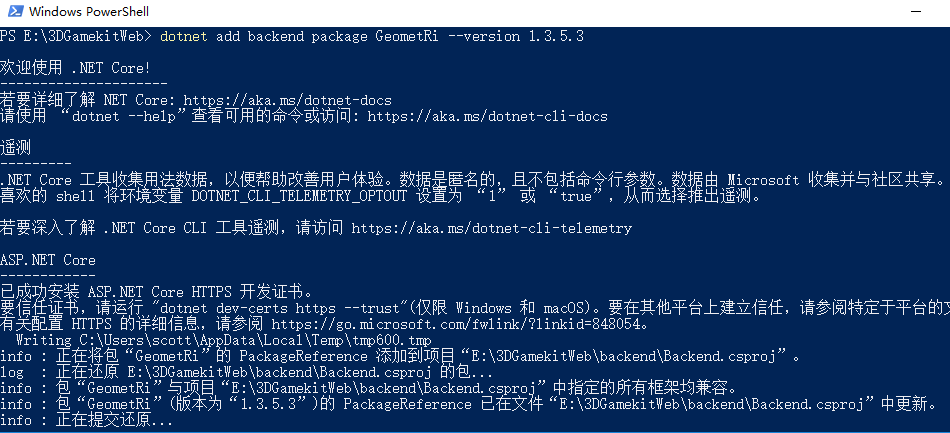 Windows PowerShell
PS E:\3DGamekitWeb> dotnet add backend package GeometRi --version 1.3.5.3
欢迎使用 .NET Core!
---------------------
若要详细了解 NET Core: https://aka.ms/dotnet-docs
请使用 “dotnet --help”查看可用的命令或访问: https://aka.ms/dotnet-cli-docs
遥测
---------
.NET Core 工具收集用法数据，以便帮助改善用户体验。数据是匿名的，且不包括命令行参数。数据由 Microsoft 收集并与社区共享。
喜欢的 shell 将环境变量 DOTNET_CLI_TELEMETRY_OPTOUT 设置为 “1” 或 “true”，从而选择推出遥测。
若要深入了解 .NET Core CLI 工具遥测，请访问 https://aka.ms/dotnet-cli-telemetry
ASP.NET Core
------------
已成功安装 ASP.NET Core HTTPS 开发证书。
要信任证书，请运行 "dotnet dev-certs https --trust"(仅限 Windows 和 macOS)。要在其他平台上建立信任，请参阅特定于平台的文
有关配置 HTTPS 的详细信息，请参阅 https://go.microsoft.com/fwlink/?linkid=848054。
Writing C:\Users\scott\AppData\Local\Temp\tmp600.tmp
info : 正在将包“GeometRi”的 PackageReference 添加到项目“E:\3DGamekitWeb\backend\Backend.csproj”。
log  : 正在还原 E:\3DGamekitWeb\backend\Backend.csproj 的包...
info : 包“GeometRi”与项目“E:\3DGamekitWeb\backend\Backend.csproj”中指定的所有框架均兼容。
info : 包“GeometRi”(版本为“1.3.5.3”)的 PackageReference 已在文件“E:\3DGamekitWeb\backend\Backend.csproj”中更新。
info : 正在提交还原...